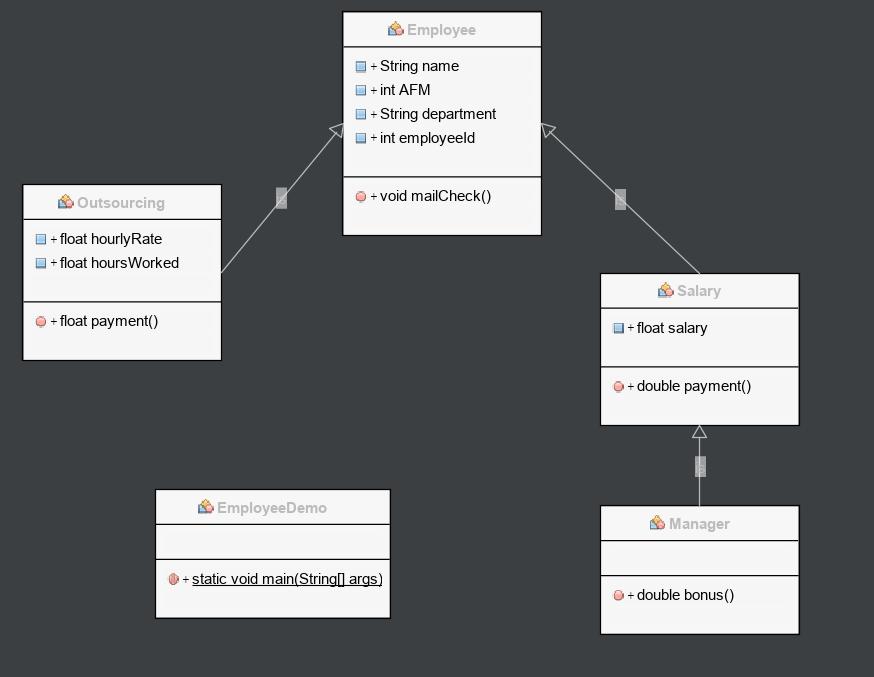 Employee
+ String name
+ int AFM
+ String department
+ int employeeId
+ void mailCheck()
Outsourcing
+ float hourlyRate
+ float hoursWorked
+ float payment()
Salary
+ float salary
+ double payment()
EmployeeDemo
+ static void main(String[] args)
Manager
+ double bonus()